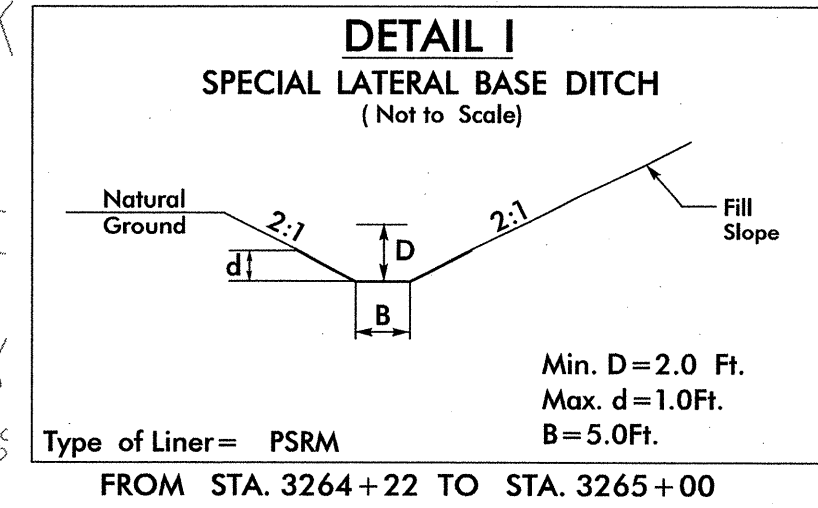 DETAIL I
SPECIAL LATERAL BASE DITCH
( Not to Scale)
Natural
Ground
2:1
2:1
Fill
Slope
D
d
B
Min. D=2.0 Ft.
Max. d=1.0Ft.
B=5.0Ft.
Type of Liner= PSRM
FROM STA. 3264+22 TO STA. 3265+00